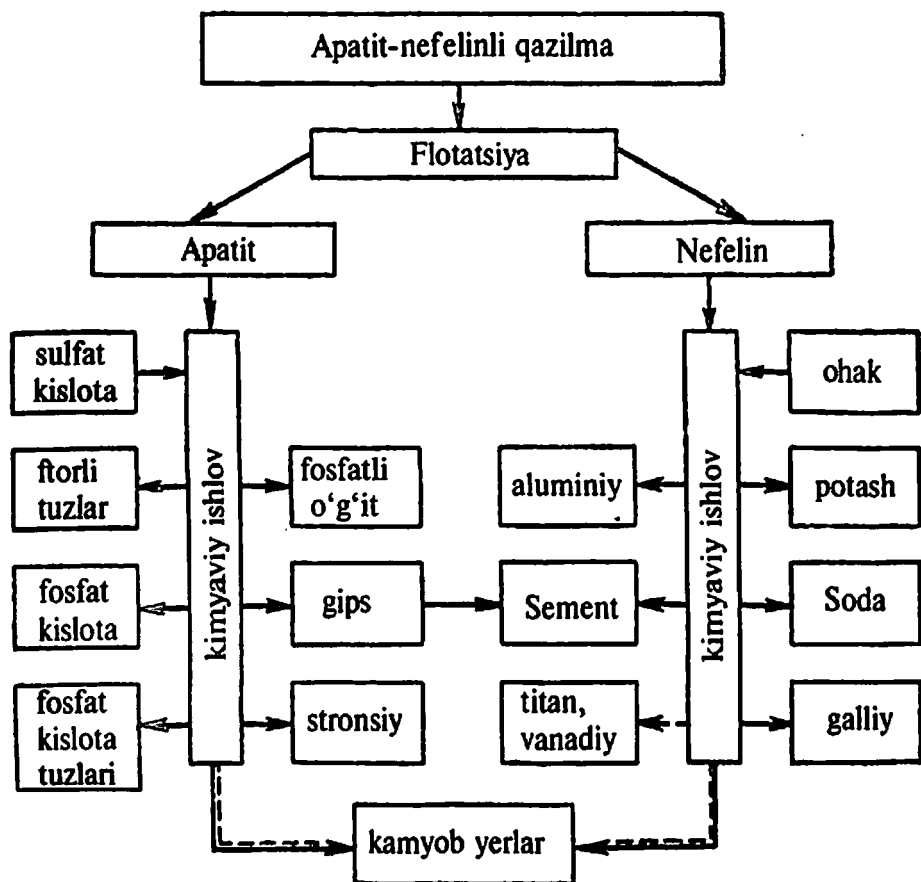 Apatit-nefelinli qazilma
Flotatsiya
Apatit
Nefelin
sulfat
kislota
ohak
ftorli
tuzlar
kimyaviy ishlov
fosfatli
o‘g‘it
aluminiy
kimyaviy ishlov
potash
fosfat
kislota
gips
Sement
Soda
fosfat
kislota
tuzlari
stronsiy
titan,
vanadiy
galliy
kamyob yerlar